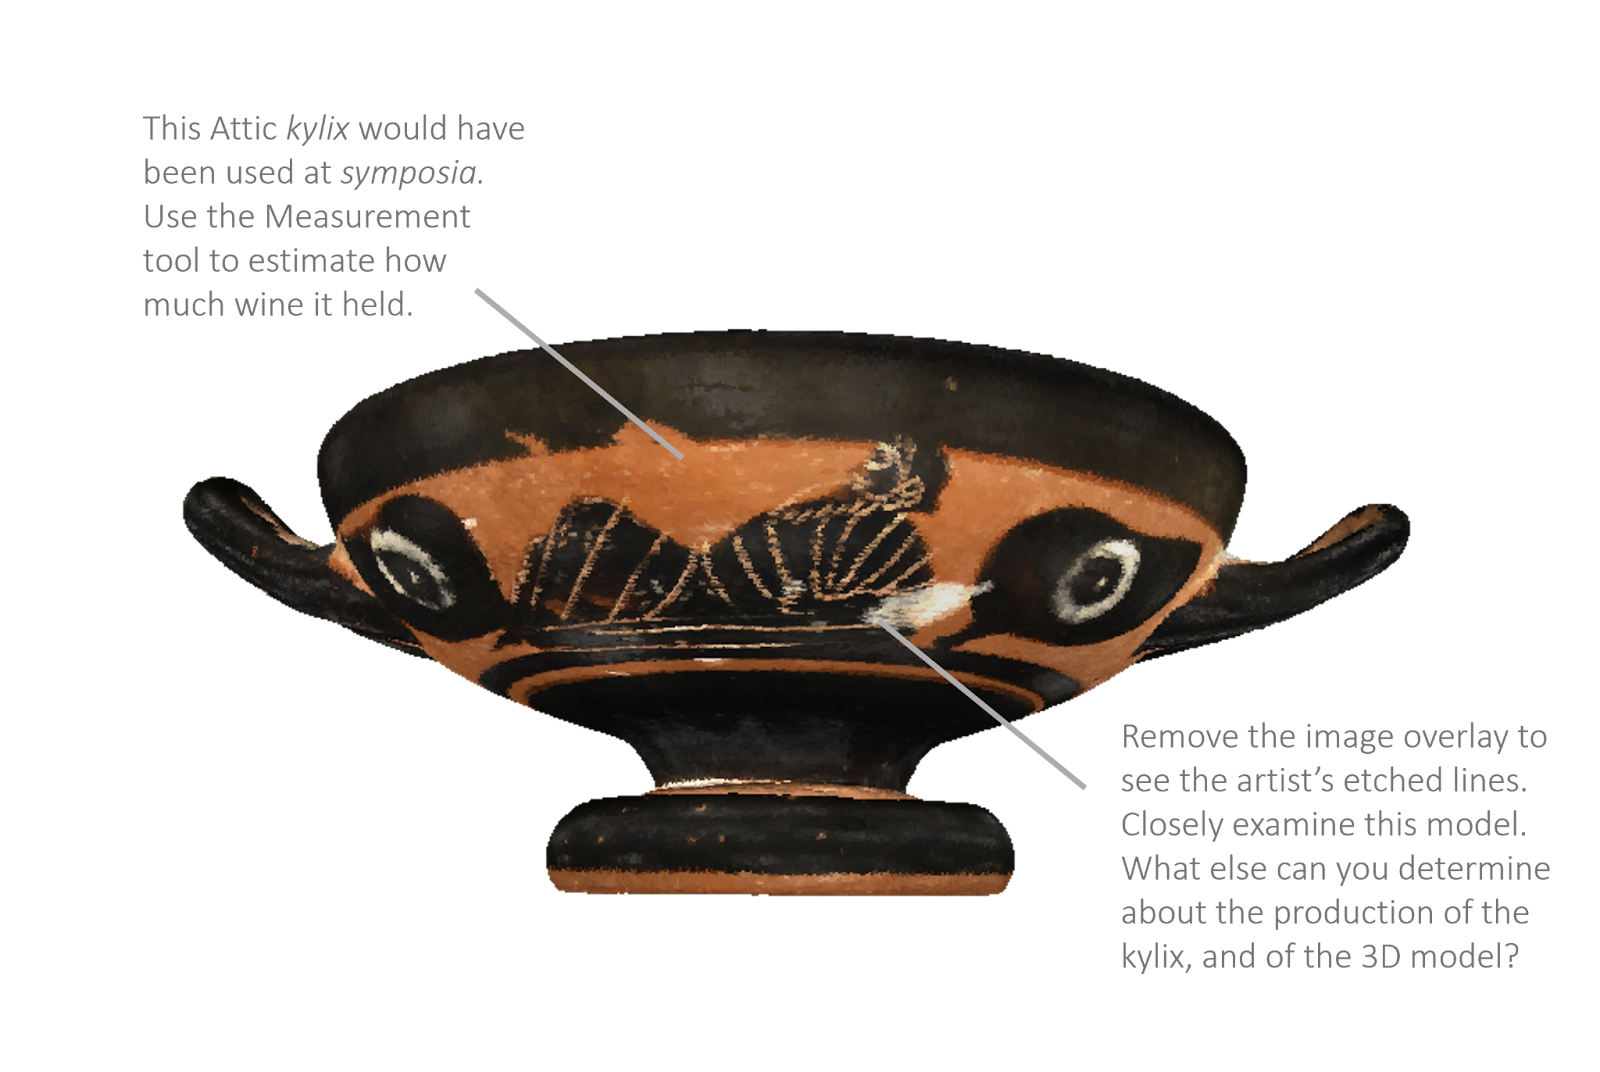 This Attic kylix would have
been used at symposia.
Use the Measurement
tool to estimate how
much wine it held.
Remove the image overlay to
see the artist’s etched lines.
Closely examine this model.
What else can you determine
about the production of the
kylix, and of the 3D model?